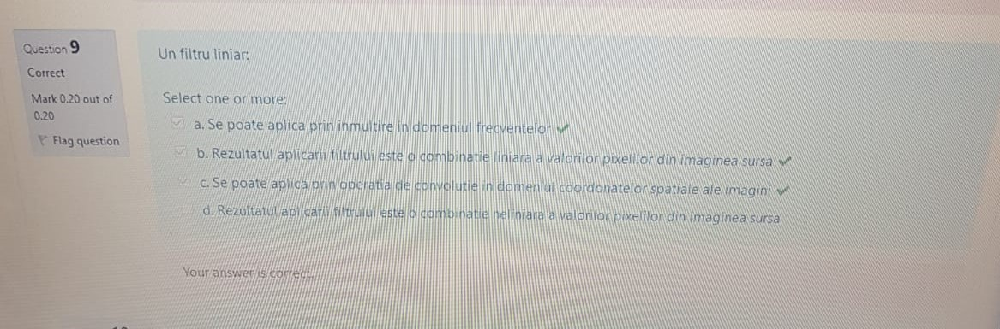 Question 9
Correct
Mark 0.20 out of
0.20
Flag question
Un filtru liniar:
Select one or more:
a. Se poate aplica prin inmultire in domeniul frecventelor
b. Rezultatul aplicarii filtrului este o combinatie liniara a valorilor pixelilor din imaginea sursa
c. Se poate aplica prin operatia de convolutie in domeniul coordonatelor spatiale ale imagini
d. Rezultatul aplicarii filtrului este o combinatie neliniara a valorilor pixelilor din imaginea sursa
Your answer is correct.